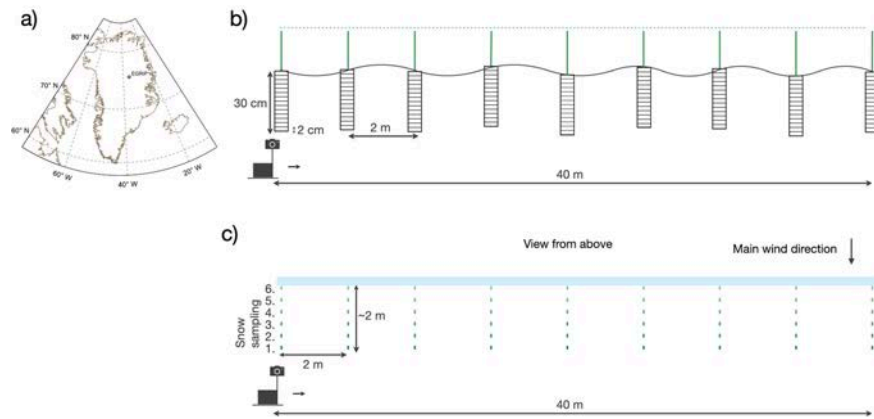 a)
80° N
EGRIP
70° N
60° N
60° W
40° W
20° W
b)
30 cm
2 cm
2 m
40 m
c)
View from above
Main wind direction
Snow sampling
6.
5.
4.
3.
2.
1.
~2 m
2 m
40 m